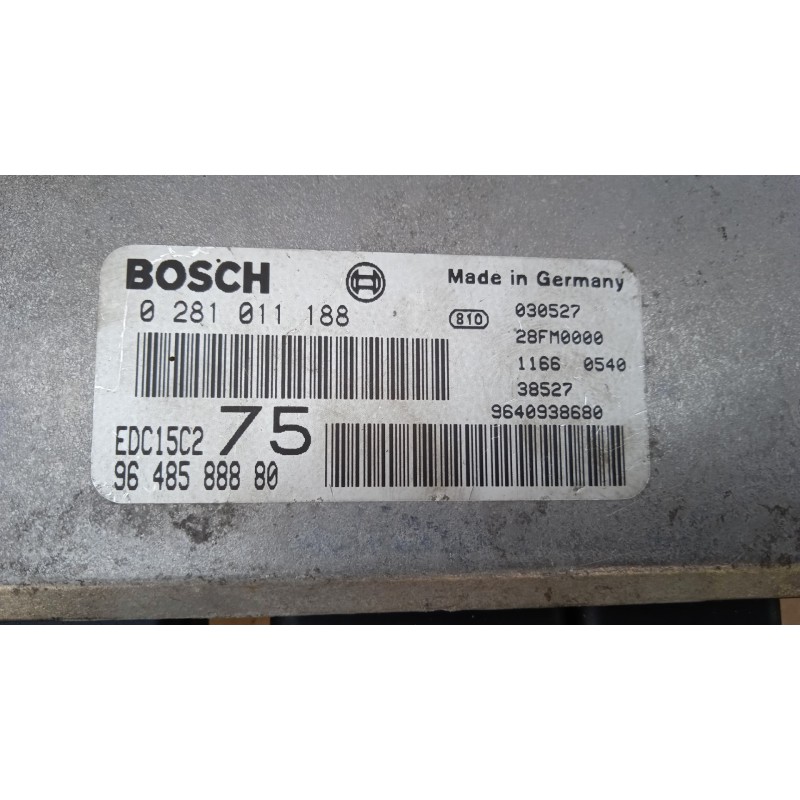 BOSCH
Made in Germany
0 281 011 188
810
030527
28FM0000
1166 0540
38527
9640938680
EDC15C2
75
96 485 888 80